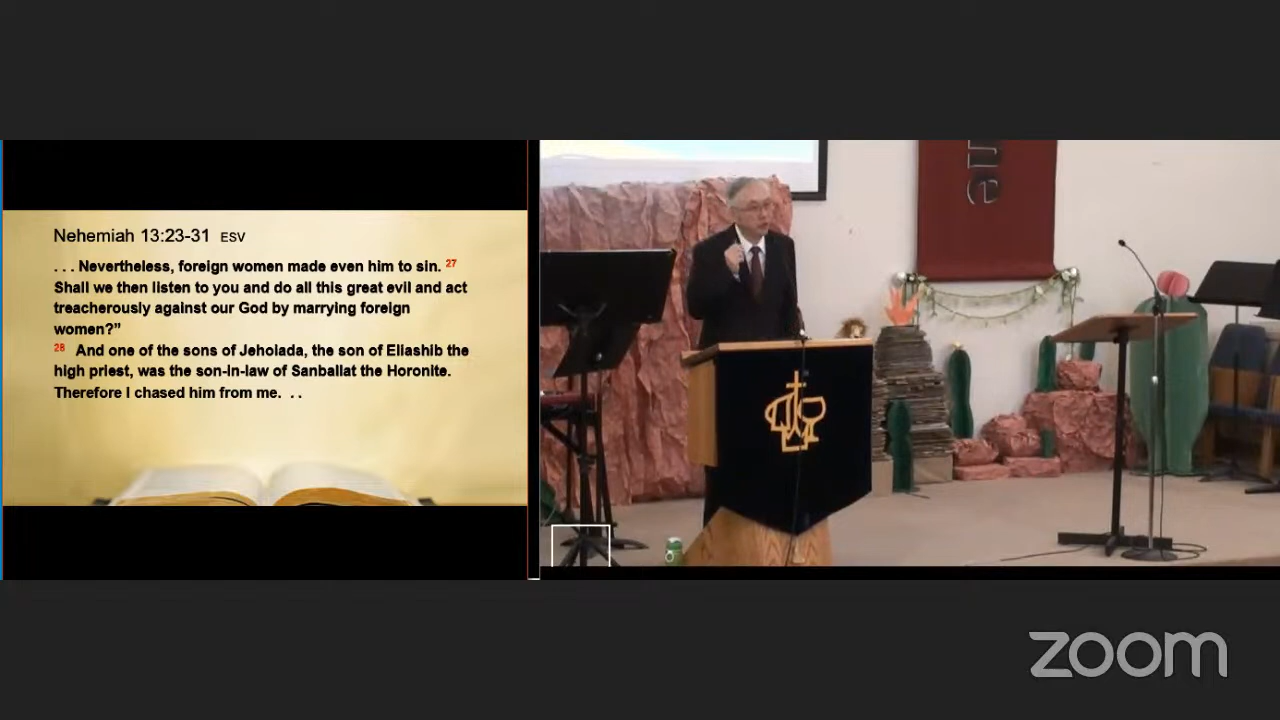 Nehemiah 13:23-31 ESV
. . . Nevertheless, foreign women made even him to sin. 27
Shall we then listen to you and do all this great evil and act
treacherously against our God by marrying foreign
women?”
28 And one of the sons of Jehoiada, the son of Eliashib the
high priest, was the son-in-law of Sanballat the Horonite.
Therefore I chased him from me. . .
zoom